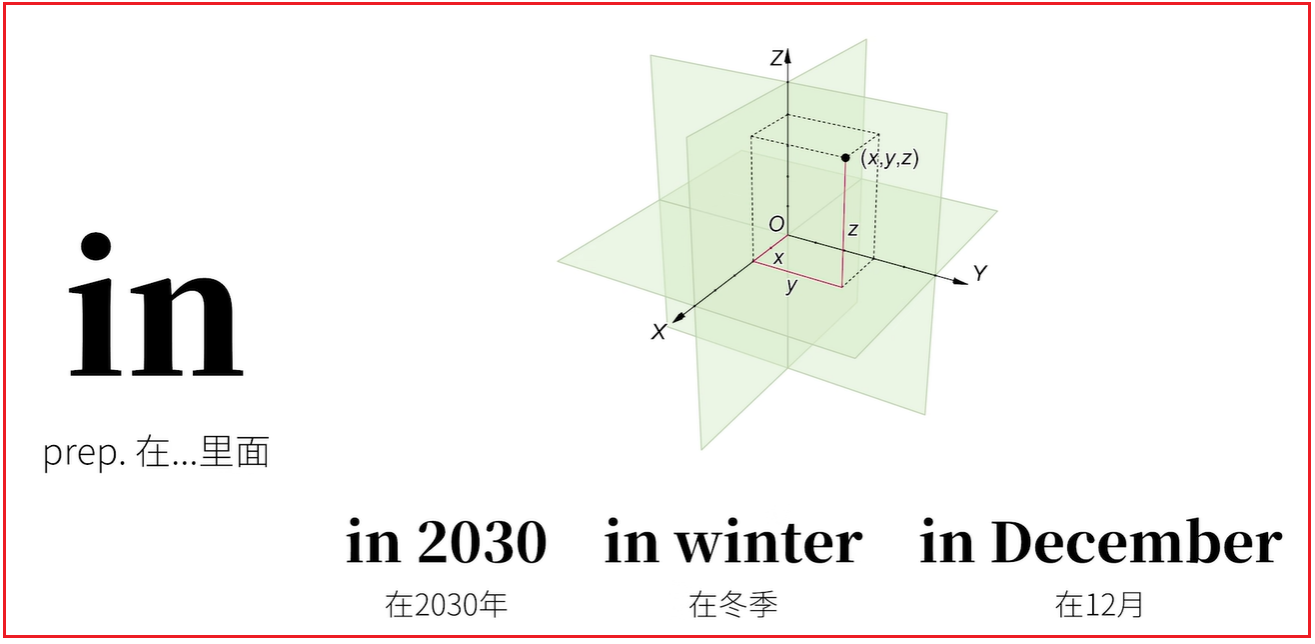 in
prep. 在...里面
Z
(x,y,z)
O
z
x
y
Y
X
in 2030
in winter
in December
在2030年
在冬季
在12月